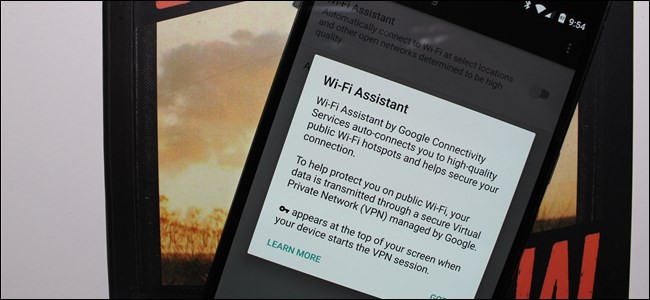 9:54
Wi-Fi Assistant
Automatically connect to Wi-Fi at select locations
and other open networks determined to be high
quality
Wi-Fi Assistant
Wi-Fi Assistant by Google Connectivity
Services auto-connects you to high-quality
public Wi-Fi hotspots and helps secure your
connection.
To help protect you on public Wi-Fi, your
data is transmitted through a secure Virtual
Private Network (VPN) managed by Google.
appears at the top of your screen when
your device starts the VPN session.
LEARN MORE